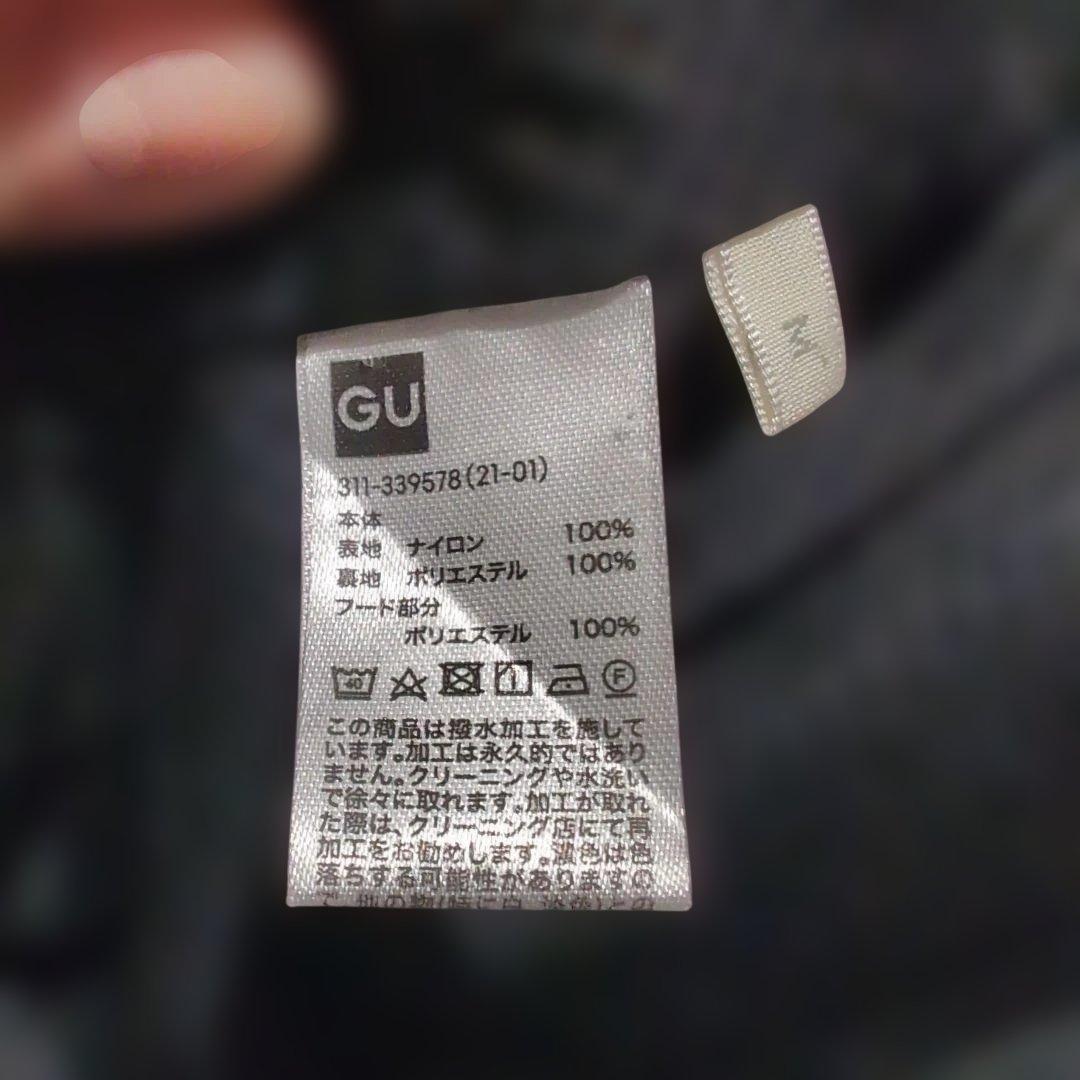 GU
311-339578(21-01)
本体
表地 ナイロン 100%
裏地 ポリエステル 100%
フード部分
ポリエステル 100%
40 F
この商品は撥水加工を施して
います。加工は永久的ではあり
ません。クリーニングや水洗い
で徐々に取れます。加工が取れ
た際は、クリーニング店にて再
加工をお勧めします。濃色は色
落ちする可能性がありますの
M